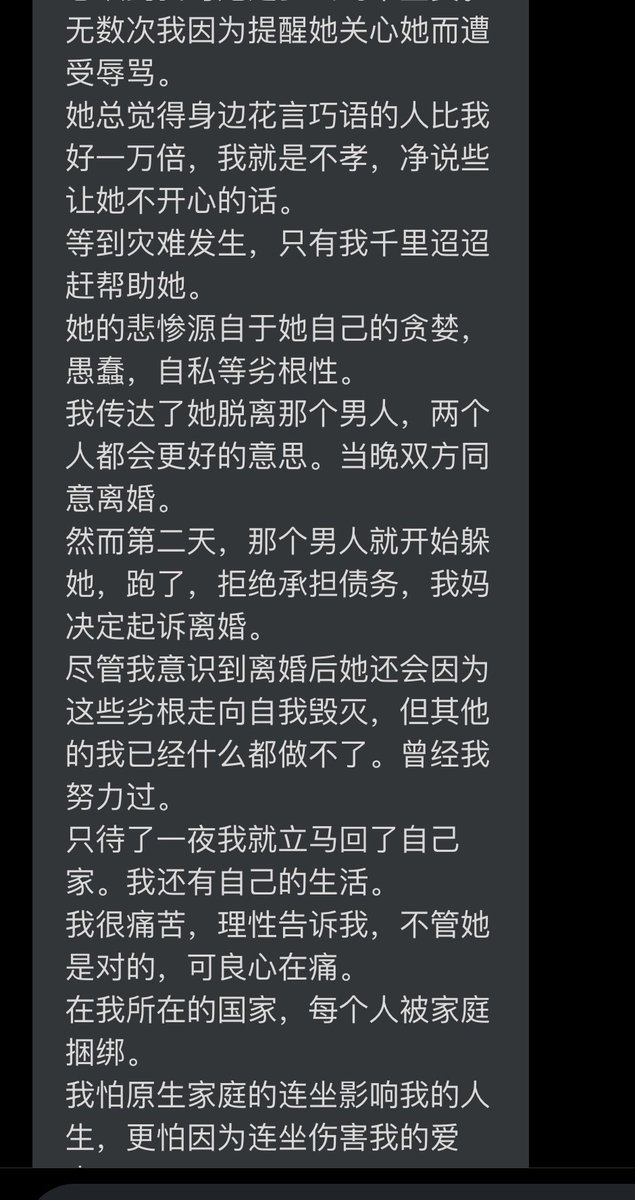 无数次我因为提醒她关心她而遭
受辱骂。
她总觉得身边花言巧语的人比我
好一万倍，我就是不孝，净说些
让她不开心的话。
等到灾难发生，只有我千里迢迢
赶帮助她。
她的悲惨源自于她自己的贪婪，
愚蠢，自私等劣根性。
我传达了她脱离那个男人，两个
人都会更好的意思。当晚双方同
意离婚。
然而第二天，那个男人就开始躲
她，跑了，拒绝承担债务，我妈
决定起诉离婚。
尽管我意识到离婚后她还会因为
这些劣根走向自我毁灭，但其他
的我已经什么都做不了。曾经我
努力过。
只待了一夜我就立马回了自己
家。我还有自己的生活。
我很痛苦，理性告诉我，不管她
是对的，可良心在痛。
在我所在的国家，每个人被家庭
捆绑。
我怕原生家庭的连坐影响我的人
生，更怕因为连坐伤害我的爱